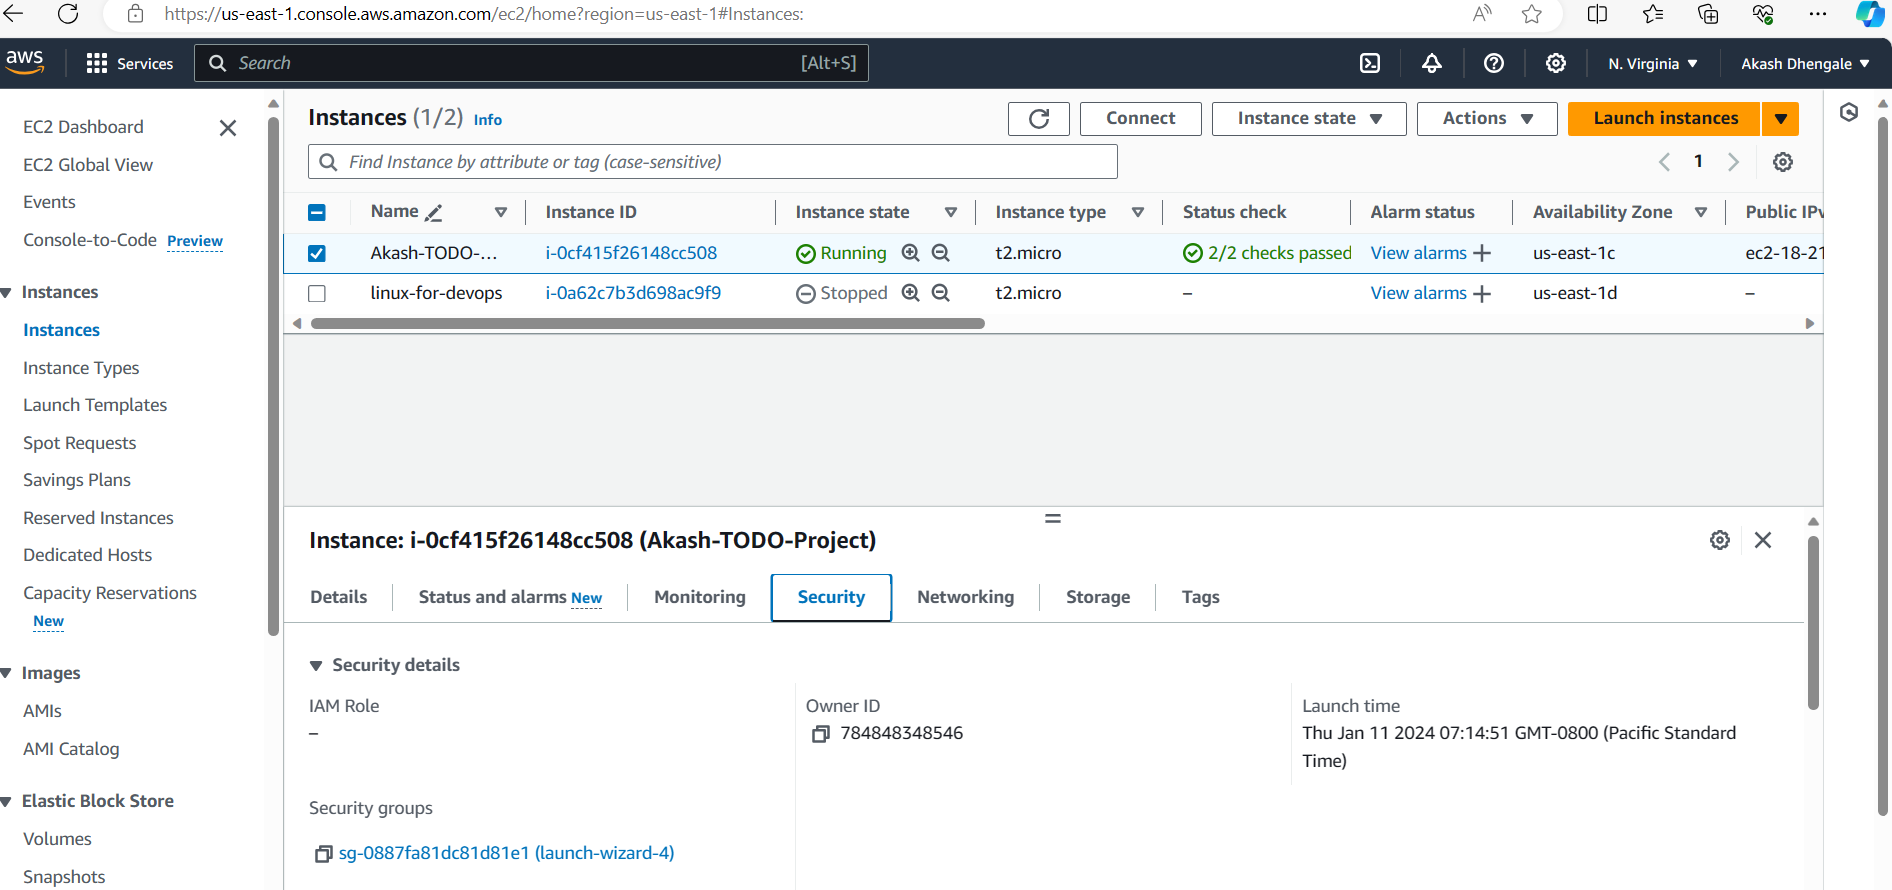 https://us-east-1.console.aws.amazon.com/ec2/home?region=us-east-1#Instances:
aws Services Search [Alt+S] N. Virginia Akash Dhengale
EC2 Dashboard
EC2 Global View
Events
Console-to-Code Preview
Instances
Instances
Instance Types
Launch Templates
Spot Requests
Savings Plans
Reserved Instances
Dedicated Hosts
Capacity Reservations
New
Images
AMIs
AMI Catalog
Elastic Block Store
Volumes
Snapshots
Instances (1/2) Info Connect Instance state Actions Launch instances
Find Instance by attribute or tag (case-sensitive) 1
Name Instance ID Instance state Instance type Status check Alarm status Availability Zone Public IPv
Akash-TODO-... i-0cf415f26148cc508 Running t2.micro 2/2 checks passed View alarms + us-east-1c ec2-18-21
linux-for-devops i-0a62c7b3d698ac9f9 Stopped t2.micro – View alarms + us-east-1d –
Instance: i-0cf415f26148cc508 (Akash-TODO-Project)
Details Status and alarms New Monitoring Security Networking Storage Tags
Security details
IAM Role Owner ID Launch time
– 784848348546 Thu Jan 11 2024 07:14:51 GMT-0800 (Pacific Standard
Time)
Security groups
sg-0887fa81dc81d81e1 (launch-wizard-4)